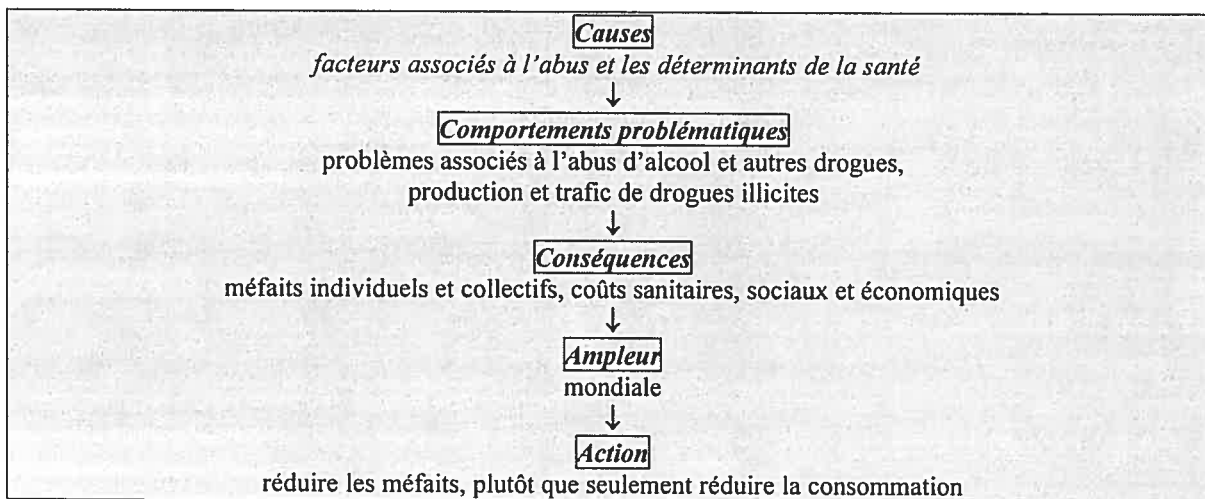 Causes
facteurs associés à l'abus et les déterminants de la santé
↓
Comportements problématiques
problèmes associés à l'abus d'alcool et autres drogues,
production et trafic de drogues illicites
↓
Conséquences
méfaits individuels et collectifs, coûts sanitaires, sociaux et économiques
↓
Ampleur
mondiale
↓
Action
réduire les méfaits, plutôt que seulement réduire la consommation